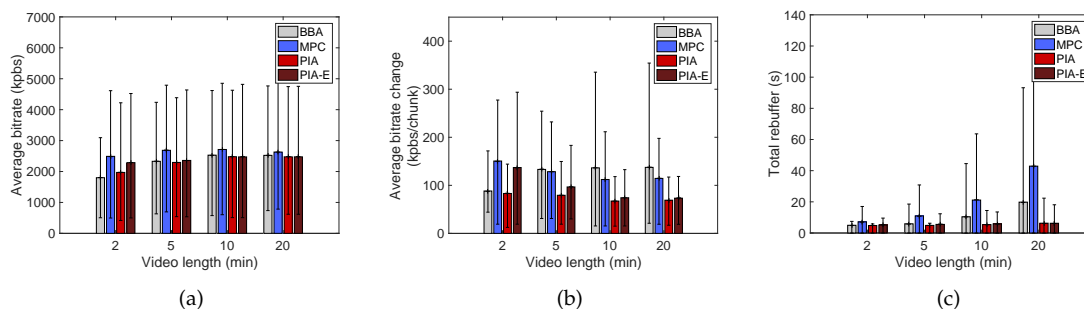 7000
6000
5000
4000
3000
2000
1000
0
Average bitrate (kpbs)
BBA
MPC
PIA
PIA-E
2 5 10 20
Video length (min)
(a)
400
300
200
100
0
Average bitrate change
(kpbs/chunk)
BBA
MPC
PIA
PIA-E
2 5 10 20
Video length (min)
(b)
140
120
100
80
60
40
20
0
Total rebuffer (s)
BBA
MPC
PIA
PIA-E
2 5 10 20
Video length (min)
(c)